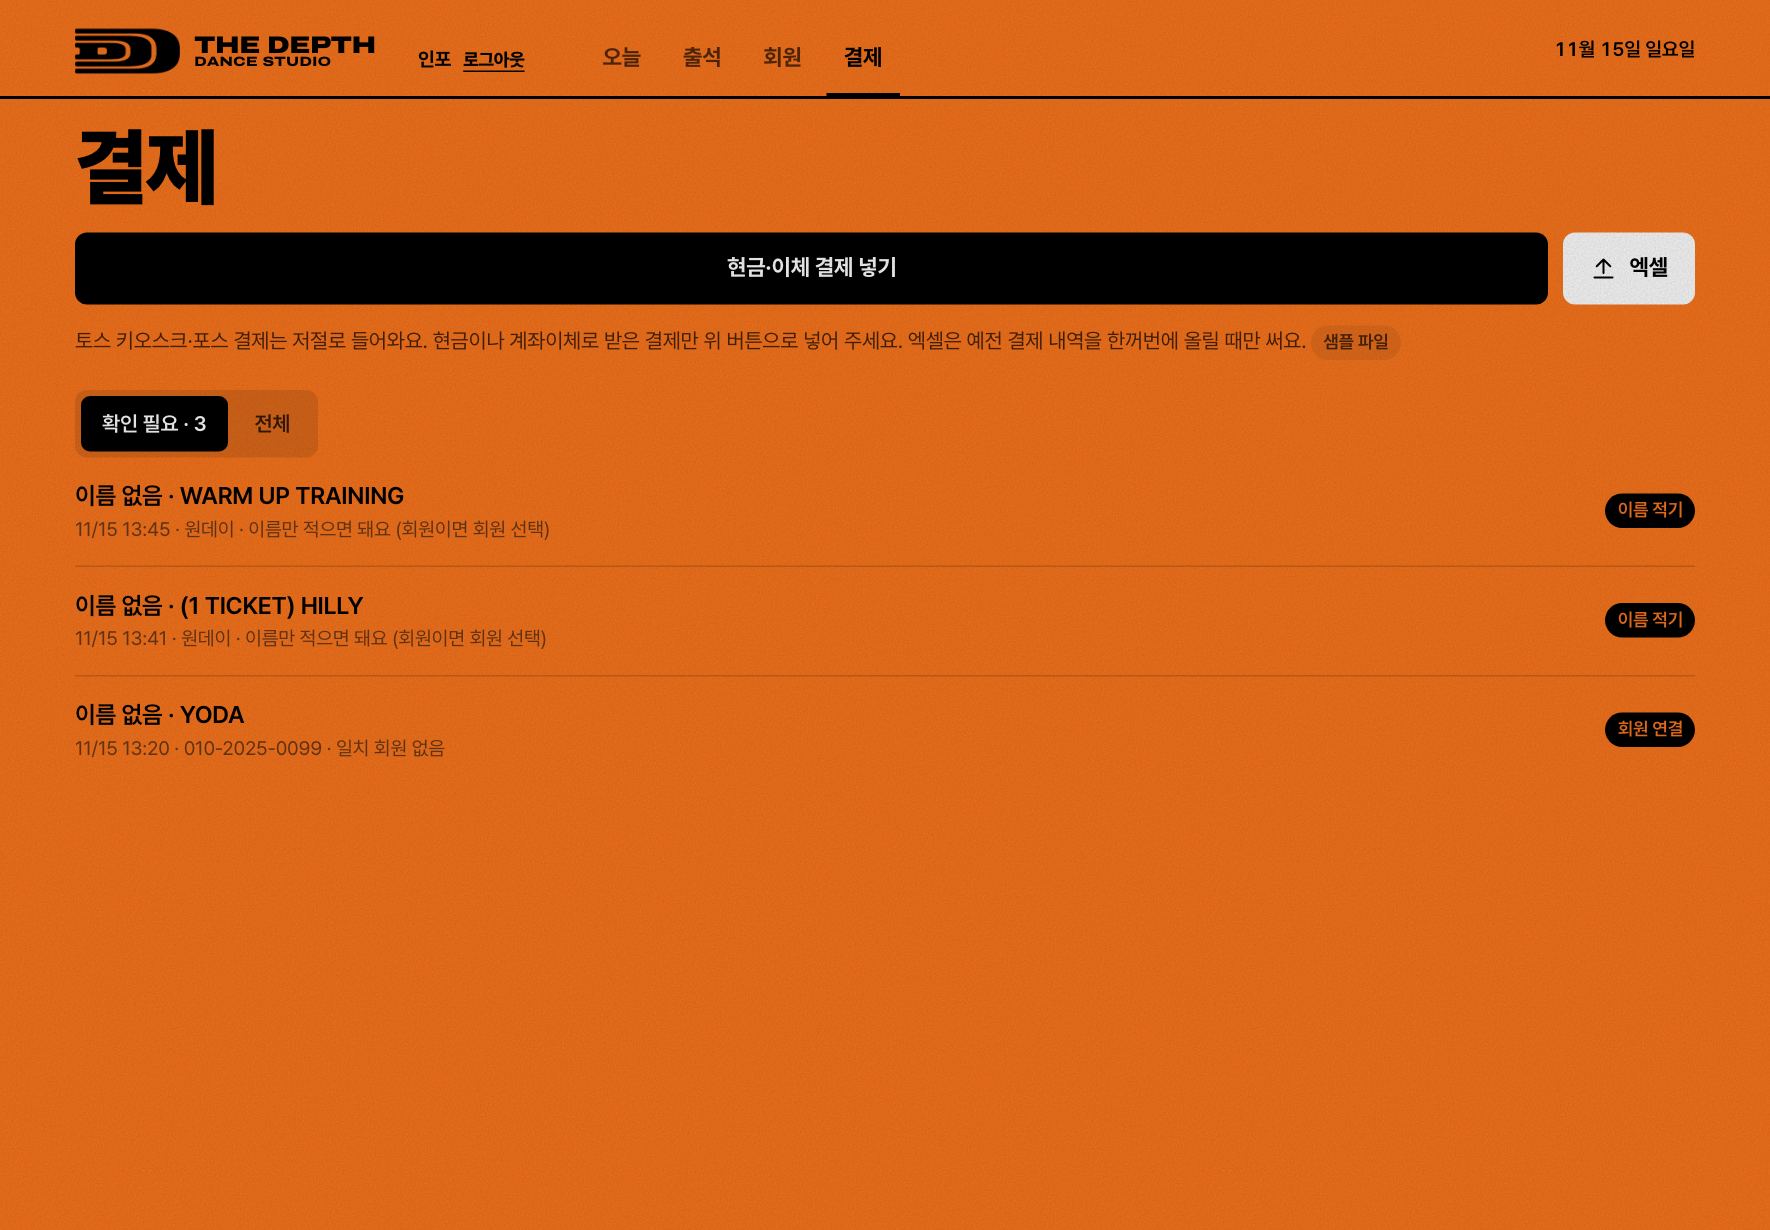 THE DEPTH
DANCE STUDIO
인포 로그아웃 오늘 출석 회원 결제 11월 15일 일요일
결제
현금·이체 결제 넣기 엑셀
토스 키오스크·포스 결제는 저절로 들어와요. 현금이나 계좌이체로 받은 결제만 위 버튼으로 넣어 주세요. 엑셀은 예전 결제 내역을 한꺼번에 올릴 때만 써요. 샘플 파일
확인 필요 · 3 전체
이름 없음 · WARM UP TRAINING
11/15 13:45 · 원데이 · 이름만 적으면 돼요 (회원이면 회원 선택)
이름 적기
이름 없음 · (1 TICKET) HILLY
11/15 13:41 · 원데이 · 이름만 적으면 돼요 (회원이면 회원 선택)
이름 적기
이름 없음 · YODA
11/15 13:20 · 010-2025-0099 · 일치 회원 없음
회원 연결